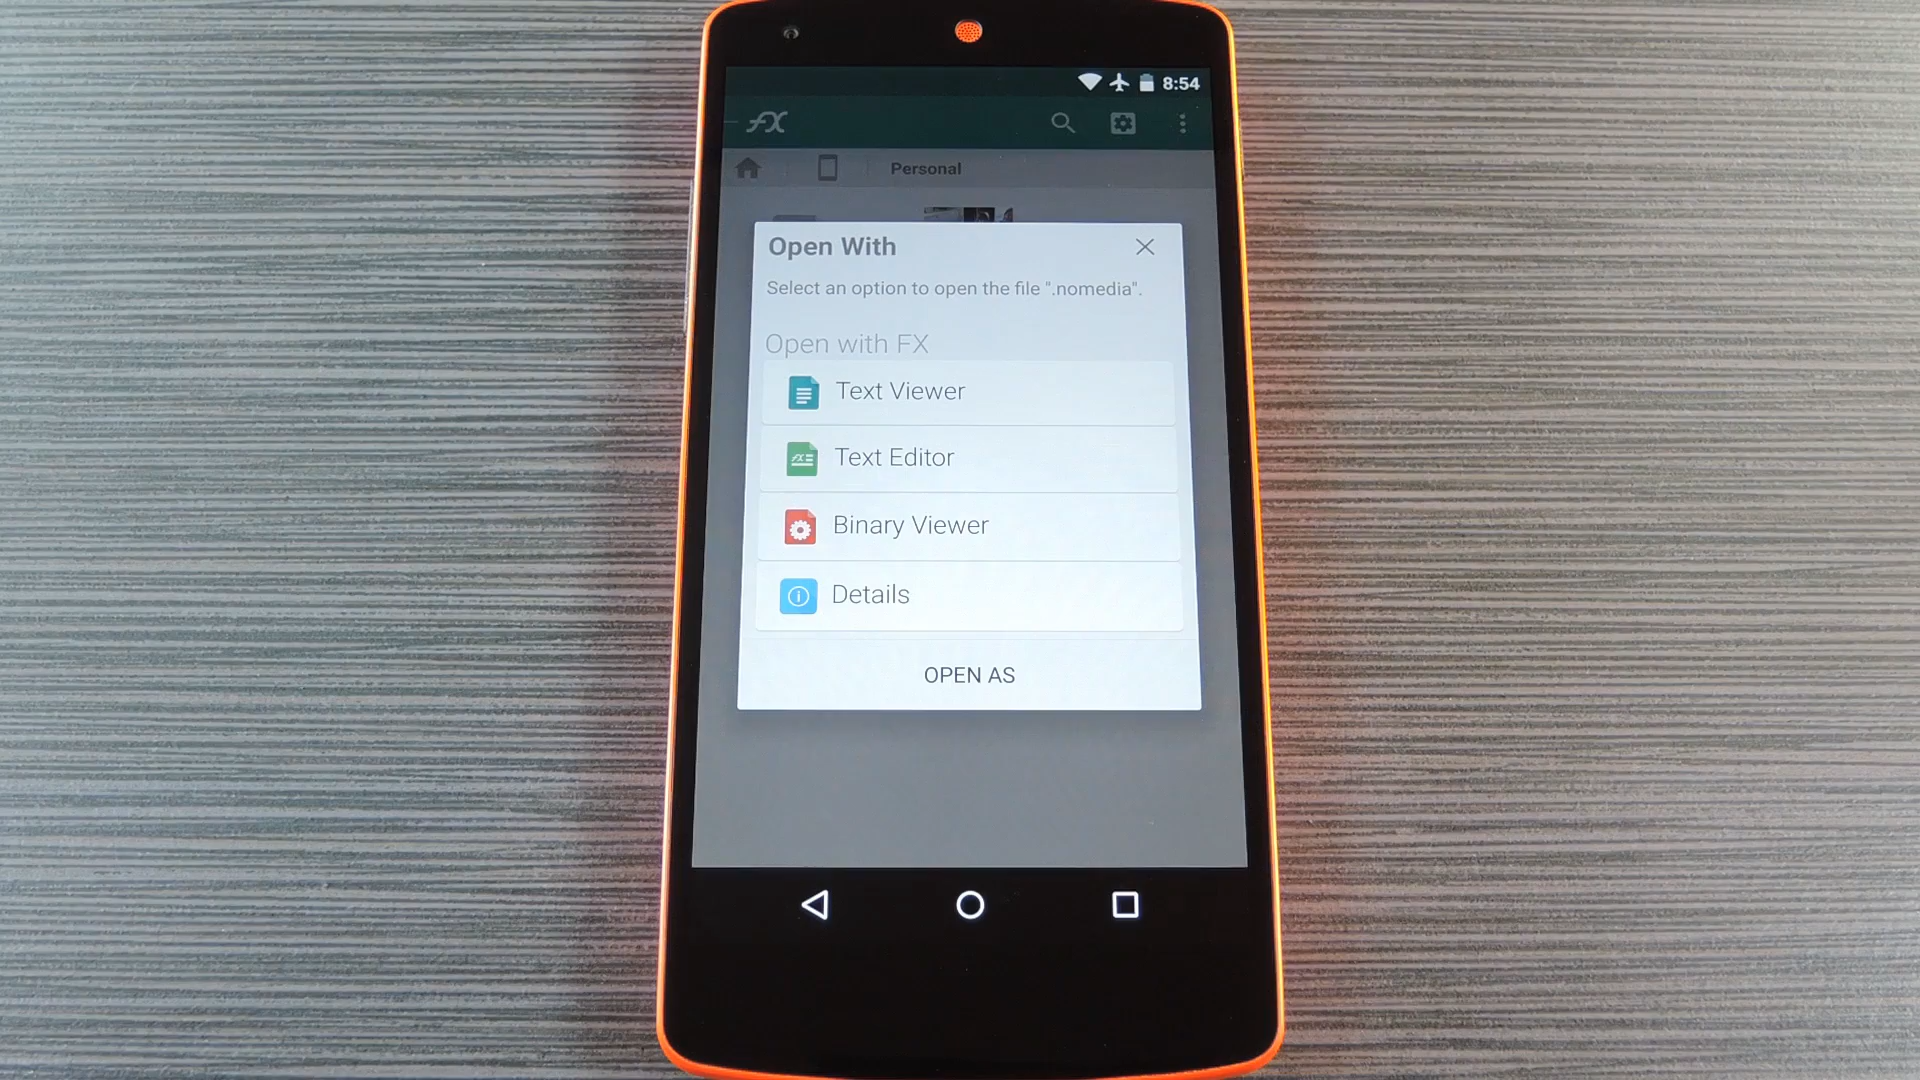 8:54
FX
Personal
Open With
Select an option to open the file ".nomedia".
Open with FX
Text Viewer
Text Editor
Binary Viewer
Details
OPEN AS